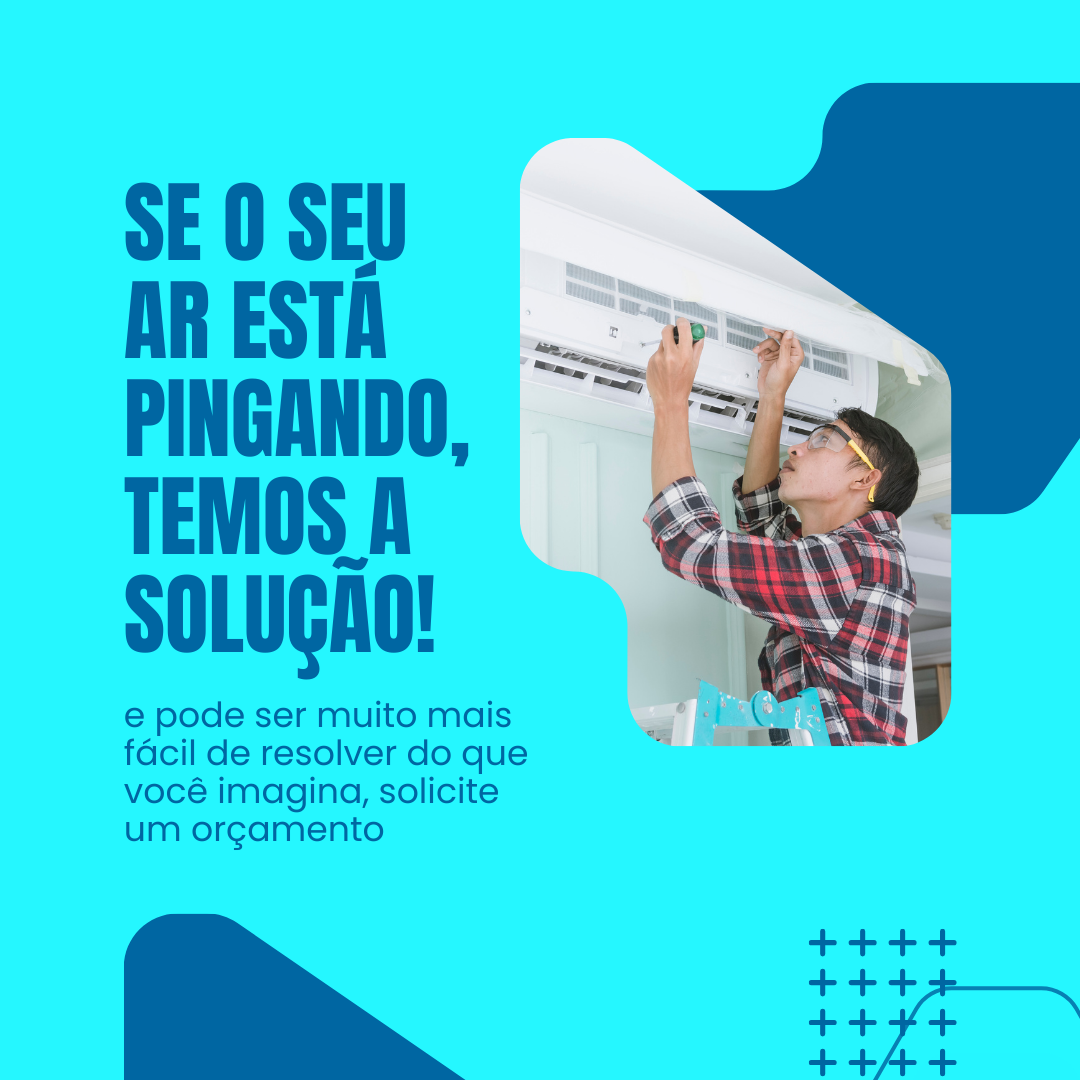 SE O SEU
AR ESTÁ
PINGANDO,
TEMOS A
SOLUÇÃO!
e pode ser muito mais
fácil de resolver do que
você imagina, solicite
um orçamento